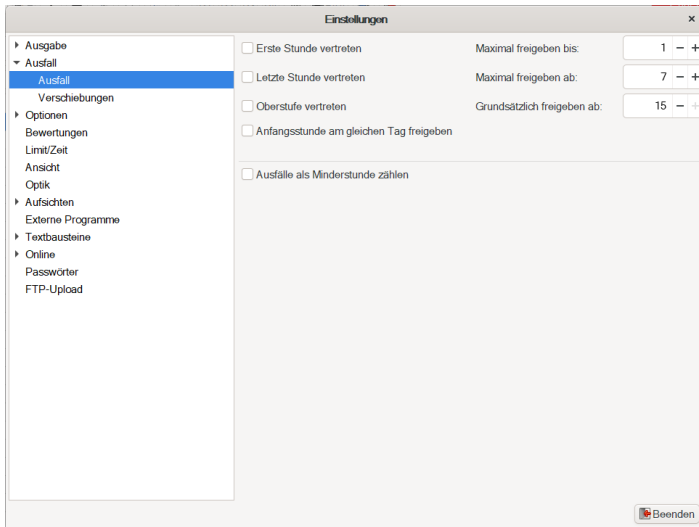 Einstellungen
Ausgabe
Ausfall
Ausfall
Verschiebungen
Optionen
Bewertungen
Limit/Zeit
Ansicht
Optik
Aufsichten
Externe Programme
Textbausteine
Online
Passwörter
FTP-Upload
Erste Stunde vertreten Maximal freigeben bis: 1 − +
Letzte Stunde vertreten Maximal freigeben ab: 7 − +
Oberstufe vertreten Grundsätzlich freigeben ab: 15 − +
Anfangsstunde am gleichen Tag freigeben
Ausfälle als Minderstunde zählen
Beenden